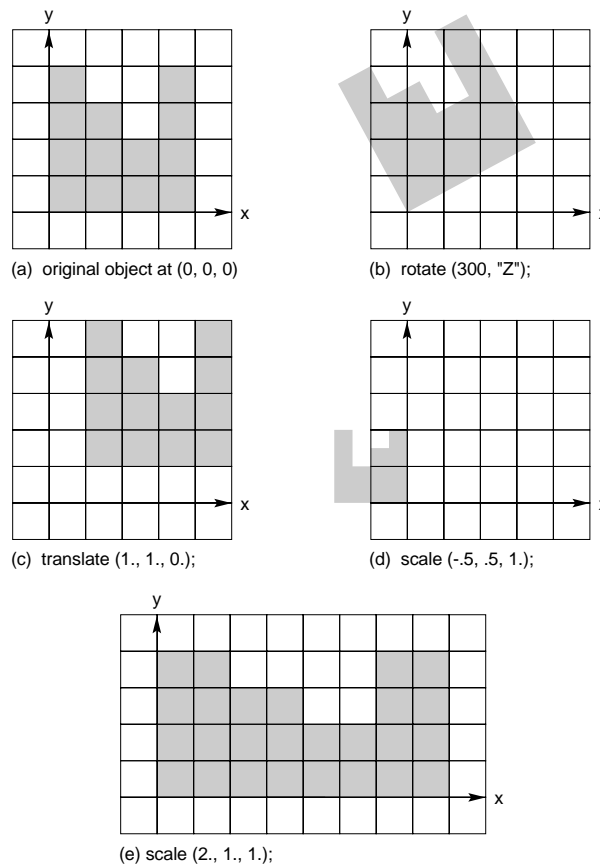 y
x
(a) original object at (0, 0, 0)
y
x
(b) rotate (300, "Z");
y
x
(c) translate (1., 1., 0.);
y
x
(d) scale (-.5, .5, 1.);
y
x
(e) scale (2., 1., 1.);